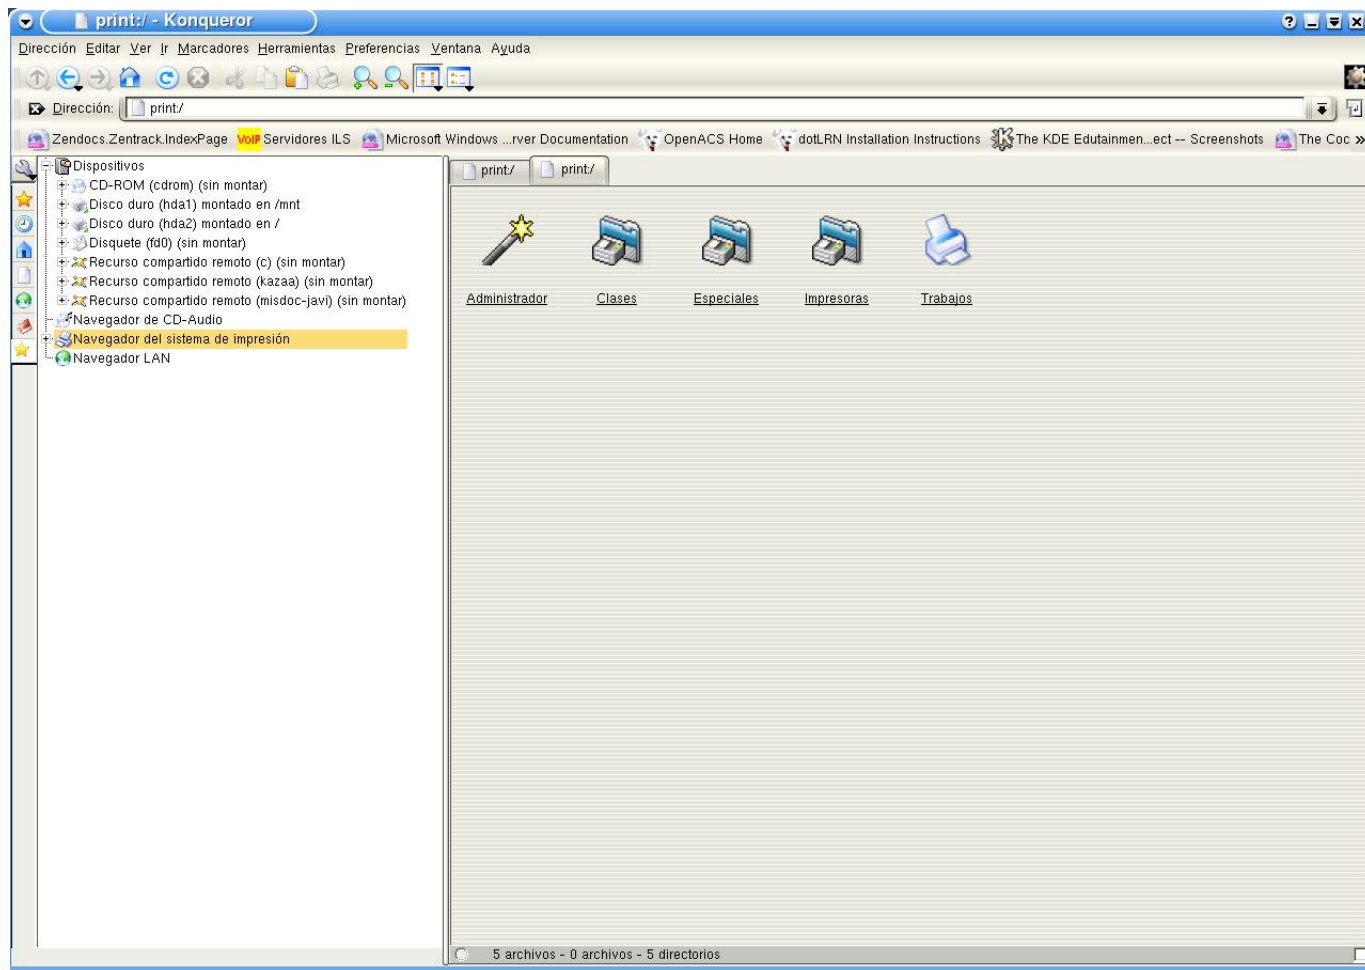 print:/ - Konqueror
Dirección Editar Ver Ir Marcadores Herramientas Preferencias Ventana Ayuda
Dirección: print:/
Zendocs.Zentrack.IndexPage VoIP Servidores ILS Microsoft Windows ...rver Documentation OpenACS Home dotLRN Installation Instructions The KDE Edutainmen...ect -- Screenshots The Coc »
Dispositivos
CD-ROM (cdrom) (sin montar)
Disco duro (hda1) montado en /mnt
Disco duro (hda2) montado en /
Disquete (fd0) (sin montar)
Recurso compartido remoto (c) (sin montar)
Recurso compartido remoto (kazaa) (sin montar)
Recurso compartido remoto (misdoc-javi) (sin montar)
Navegador de CD-Audio
Navegador del sistema de impresión
Navegador LAN
print:/ print:/
Administrador Clases Especiales Impresoras Trabajos
5 archivos - 0 archivos - 5 directorios